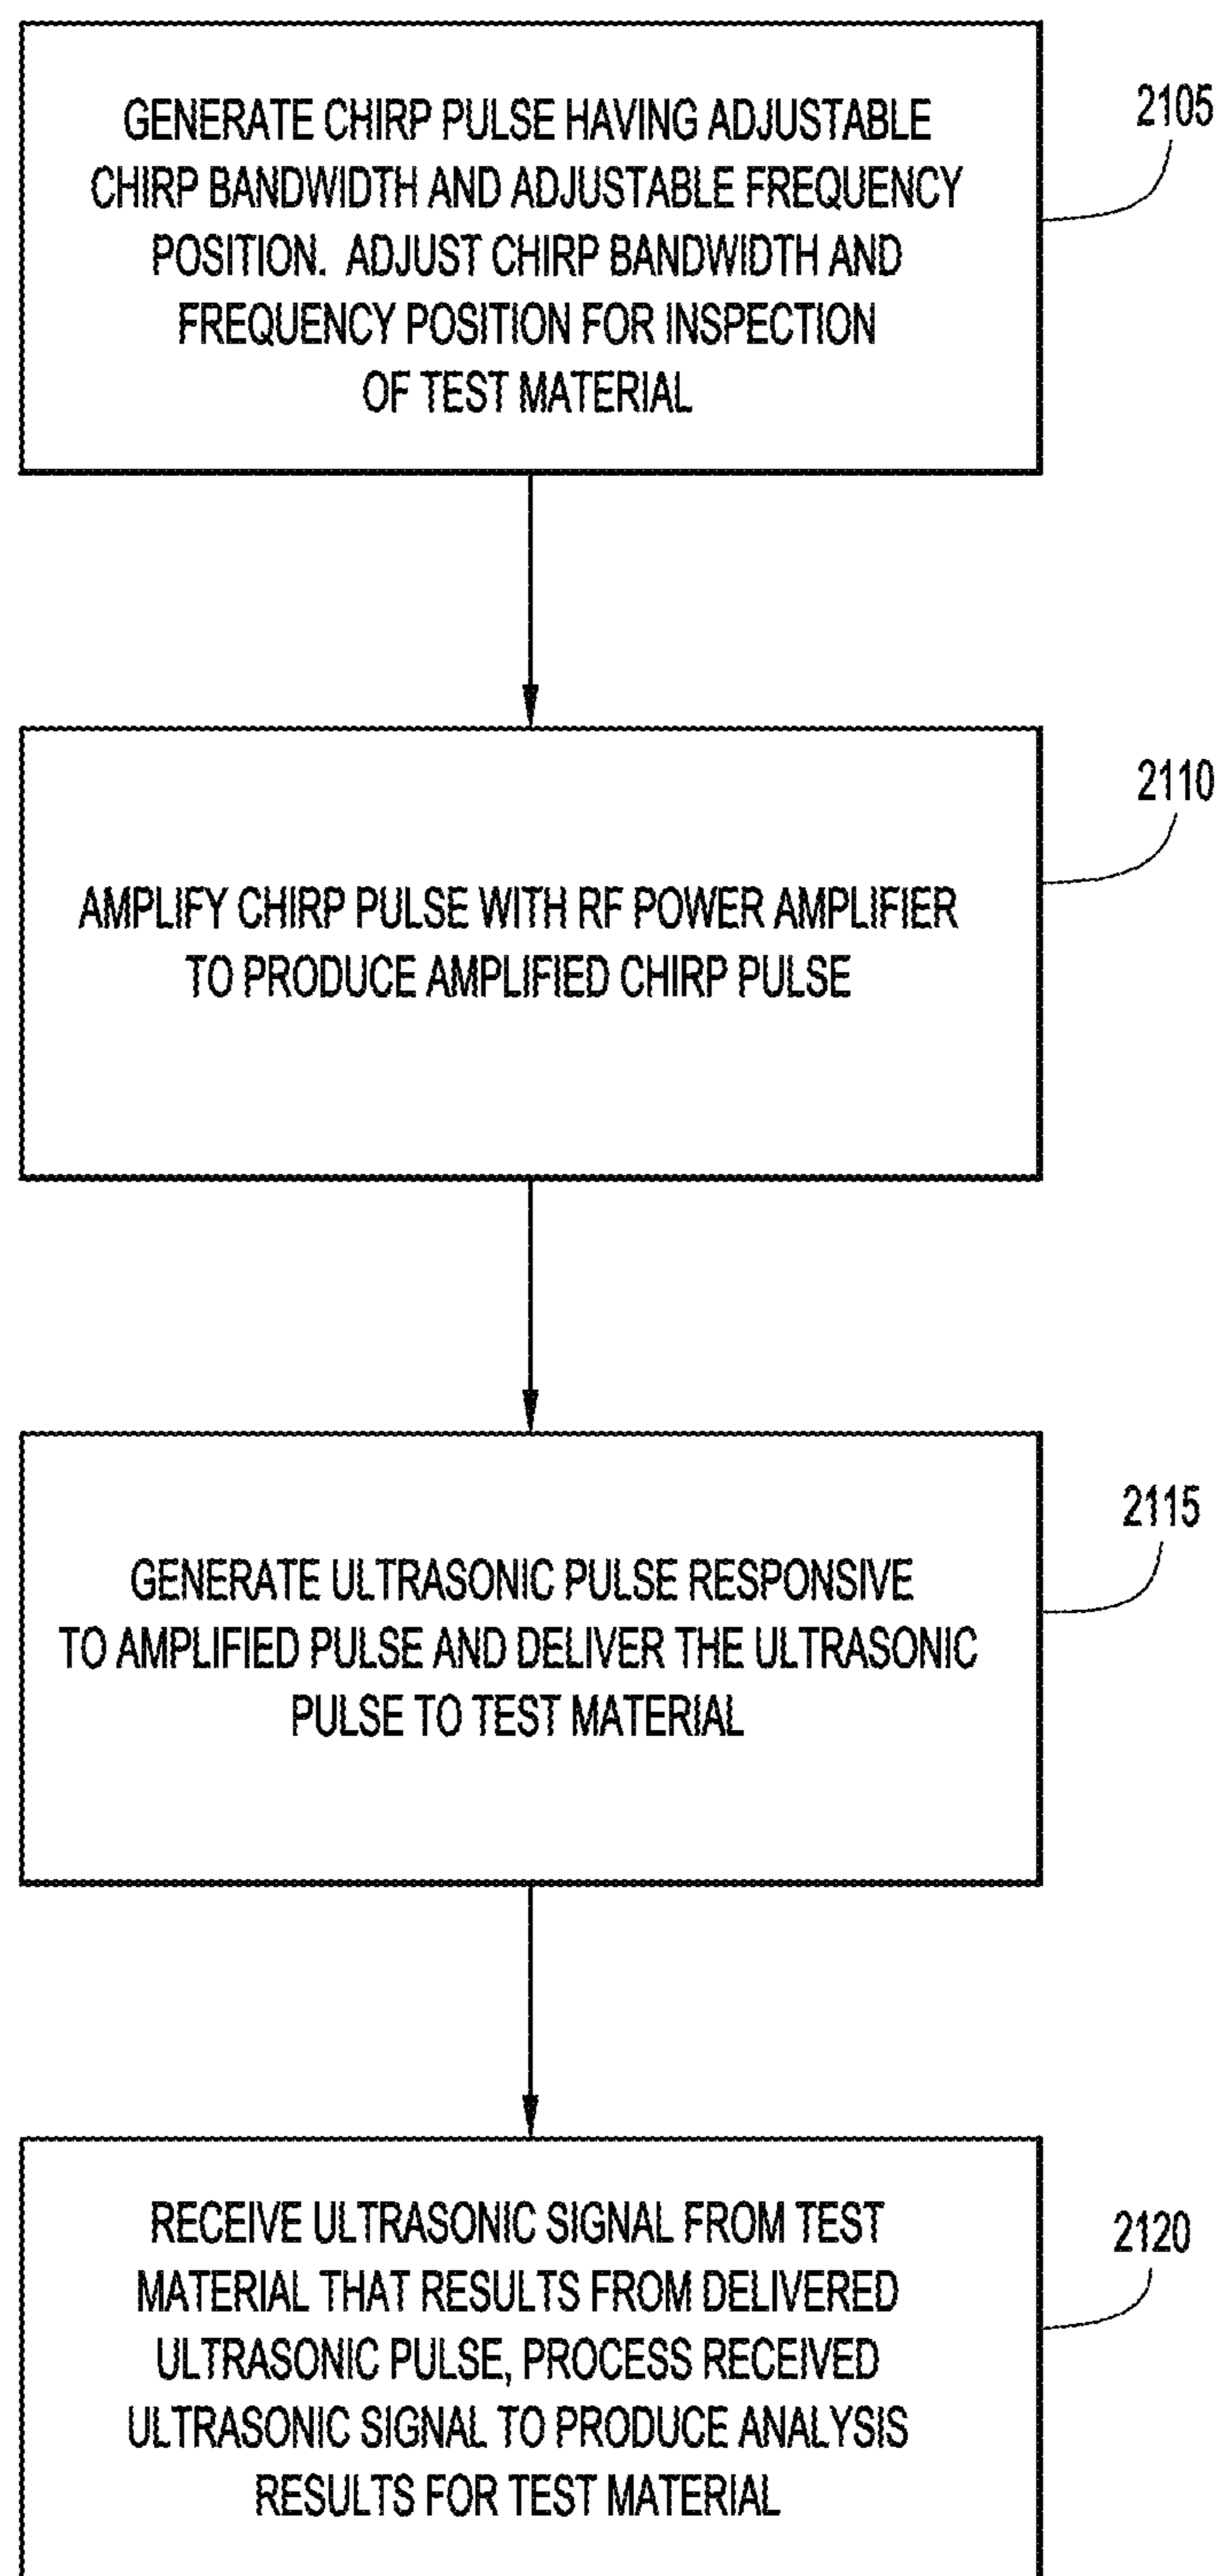 GENERATE CHIRP PULSE HAVING ADJUSTABLE
CHIRP BANDWIDTH AND ADJUSTABLE FREQUENCY
POSITION. ADJUST CHIRP BANDWIDTH AND
FREQUENCY POSITION FOR INSPECTION
OF TEST MATERIAL
2105
AMPLIFY CHIRP PULSE WITH RF POWER AMPLIFIER
TO PRODUCE AMPLIFIED CHIRP PULSE
2110
GENERATE ULTRASONIC PULSE RESPONSIVE
TO AMPLIFIED PULSE AND DELIVER THE ULTRASONIC
PULSE TO TEST MATERIAL
2115
RECEIVE ULTRASONIC SIGNAL FROM TEST
MATERIAL THAT RESULTS FROM DELIVERED
ULTRASONIC PULSE, PROCESS RECEIVED
ULTRASONIC SIGNAL TO PRODUCE ANALYSIS
RESULTS FOR TEST MATERIAL
2120